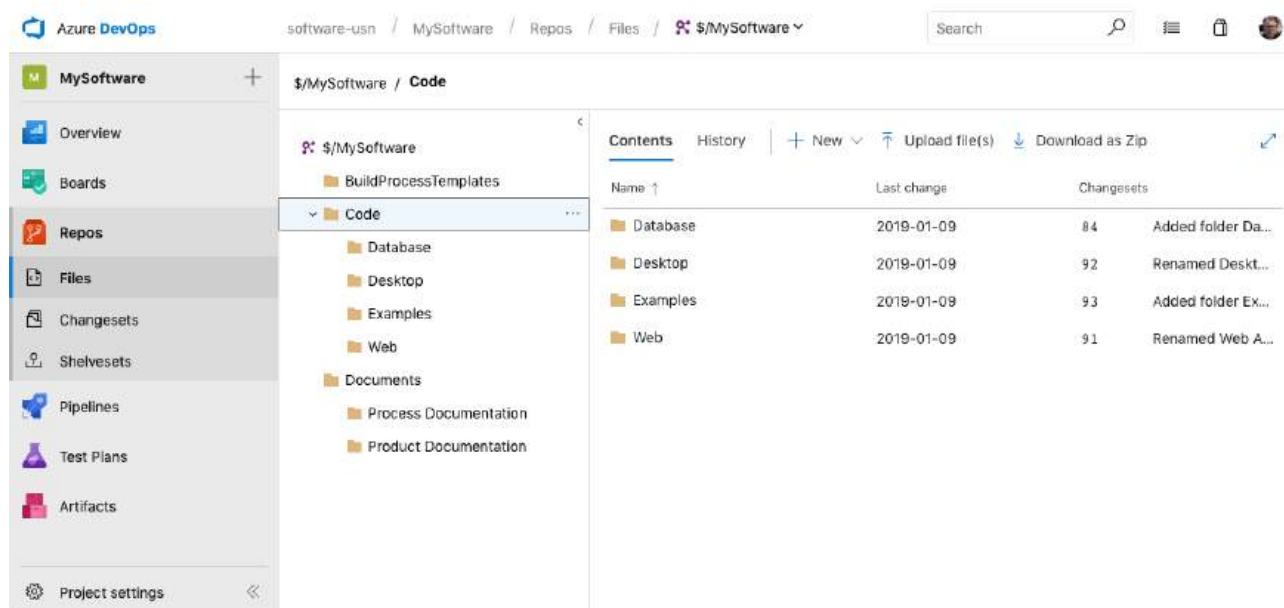 Azure DevOps
software-usn / MySoftware / Repos / Files / $/MySoftware
Search
M MySoftware
Overview
Boards
Repos
Files
Changesets
Shelvesets
Pipelines
Test Plans
Artifacts
Project settings
$/MySoftware / Code
$/MySoftware
BuildProcessTemplates
Code
Database
Desktop
Examples
Web
Documents
Process Documentation
Product Documentation
Contents History New Upload file(s) Download as Zip
Name ↑ Last change Changesets
Database 2019-01-09 84 Added folder Da...
Desktop 2019-01-09 92 Renamed Deskt...
Examples 2019-01-09 93 Added folder Ex...
Web 2019-01-09 91 Renamed Web A...